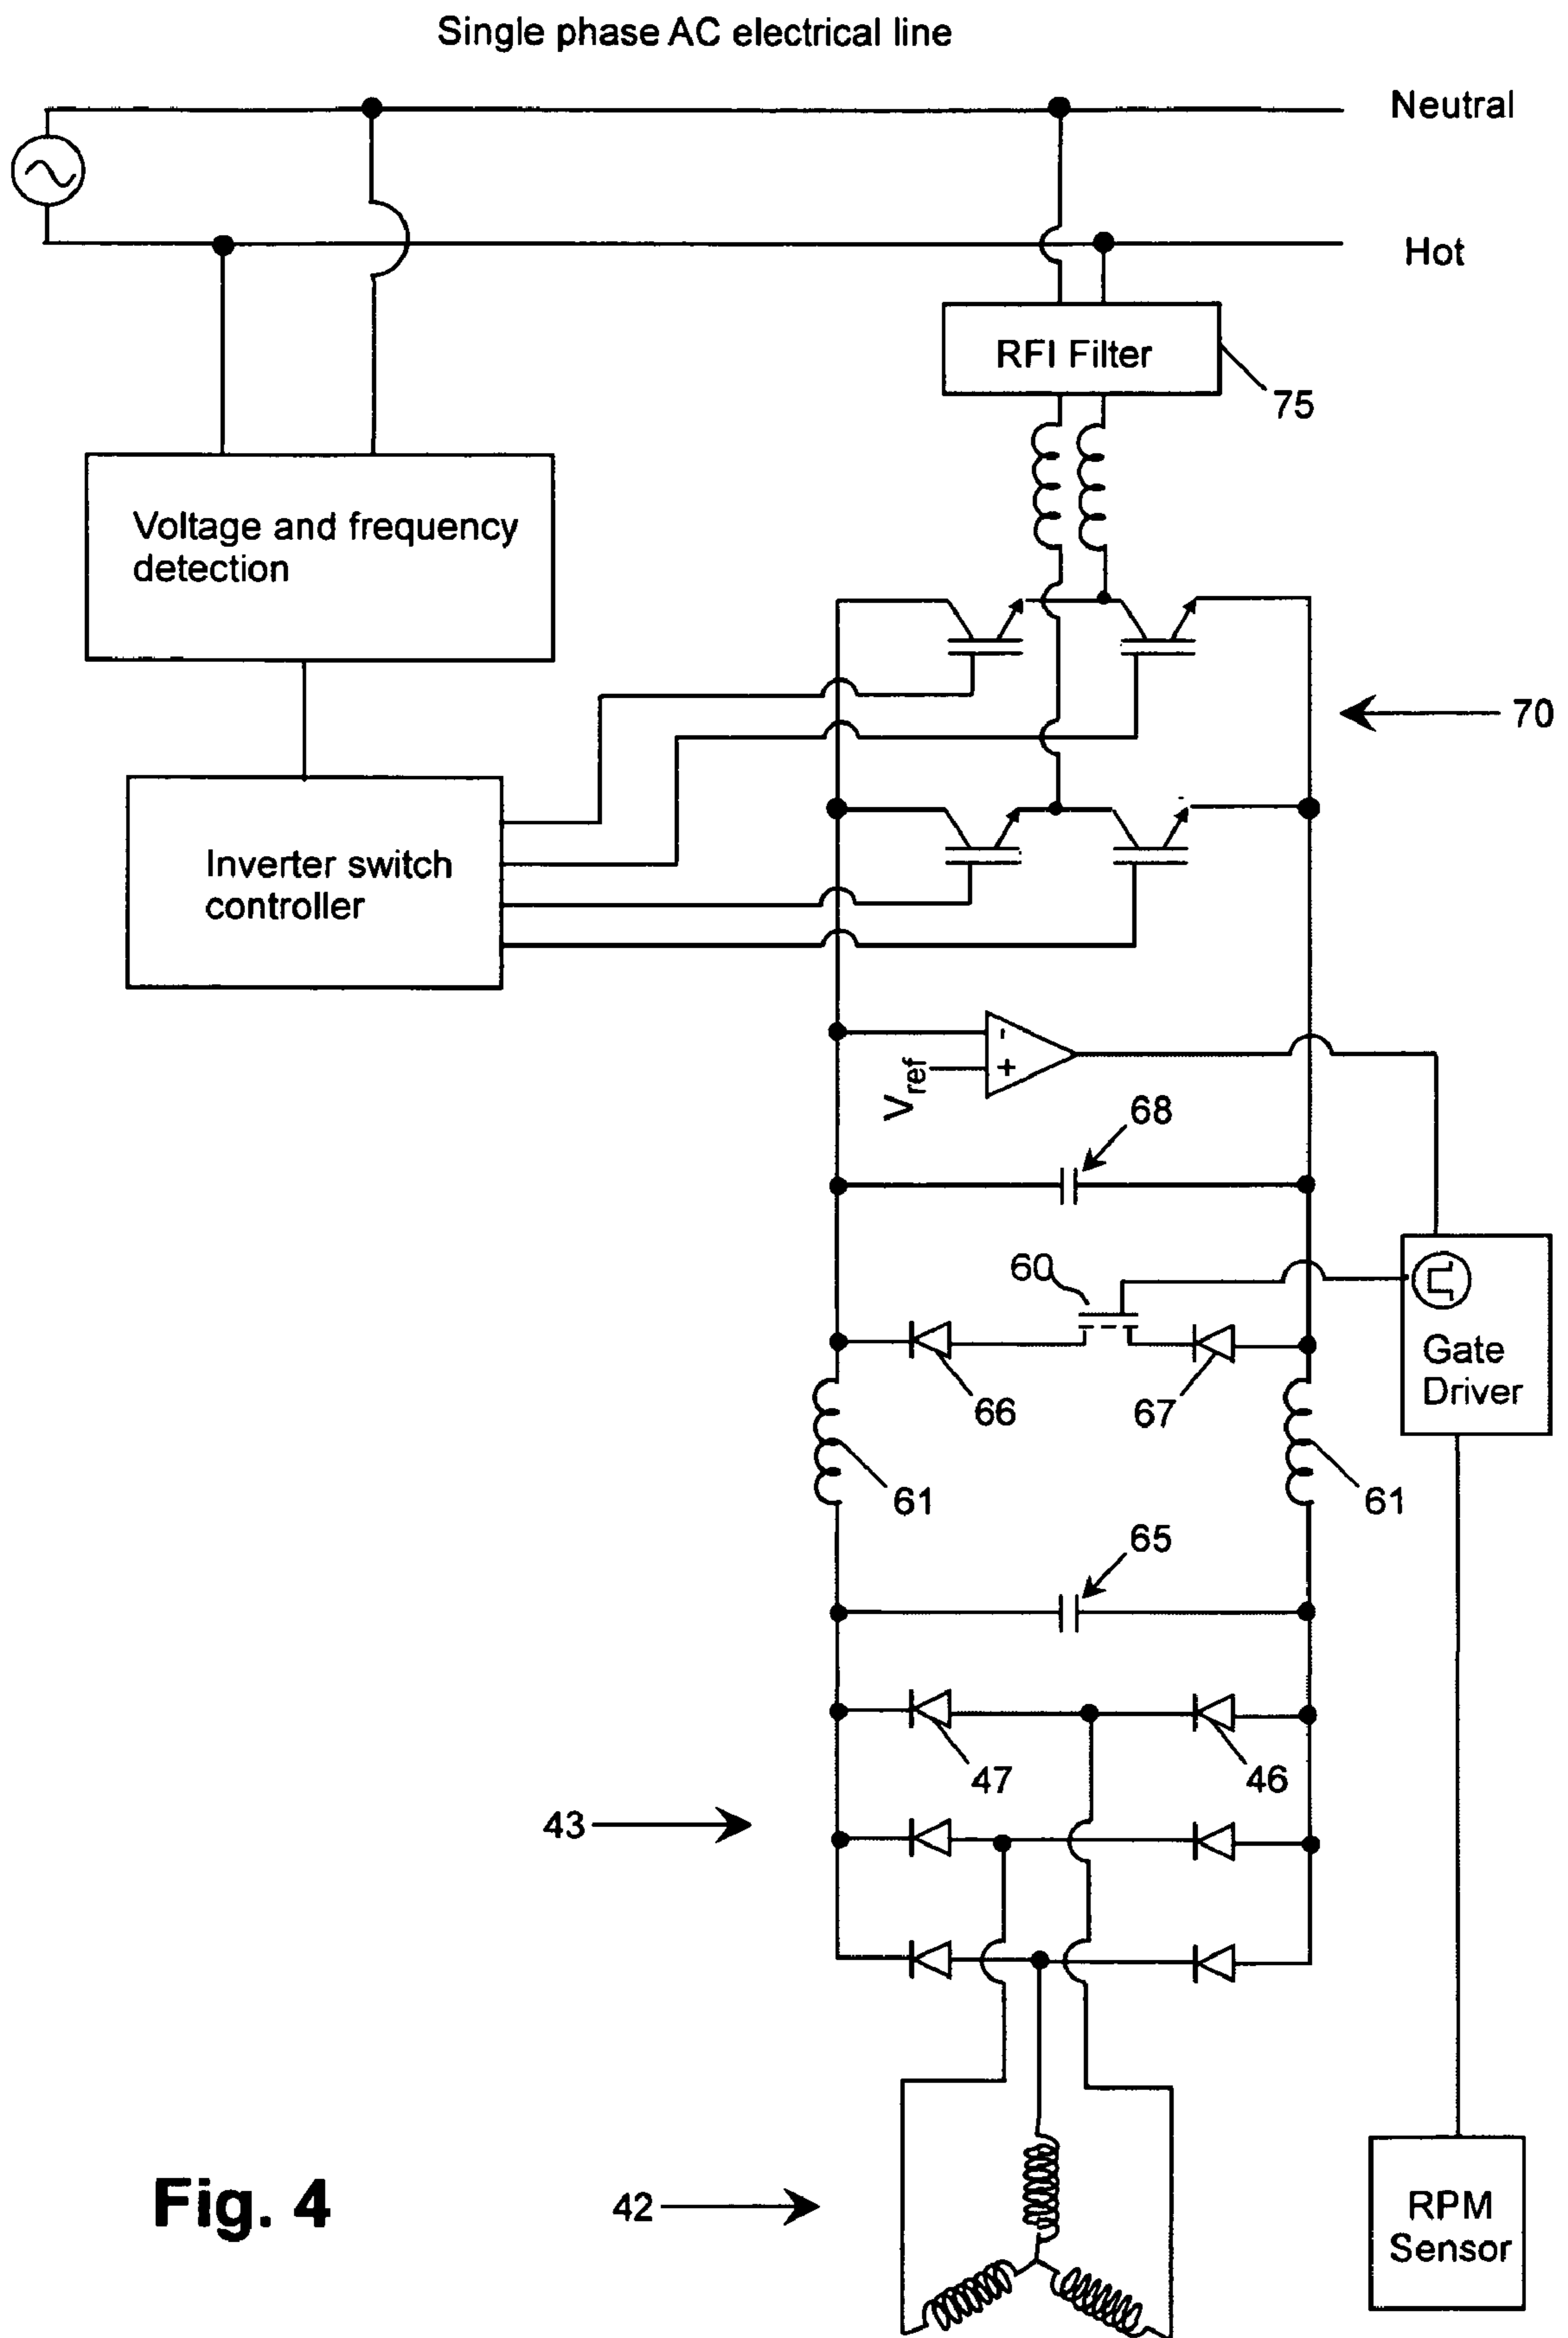 Single phase AC electrical line
Neutral
Hot
RFI Filter
75
Voltage and frequency
detection
70
Inverter switch
controller
-
+
Vref
68
60
Gate
Driver
66
67
61
61
65
47
46
43
42
Fig. 4
RPM
Sensor